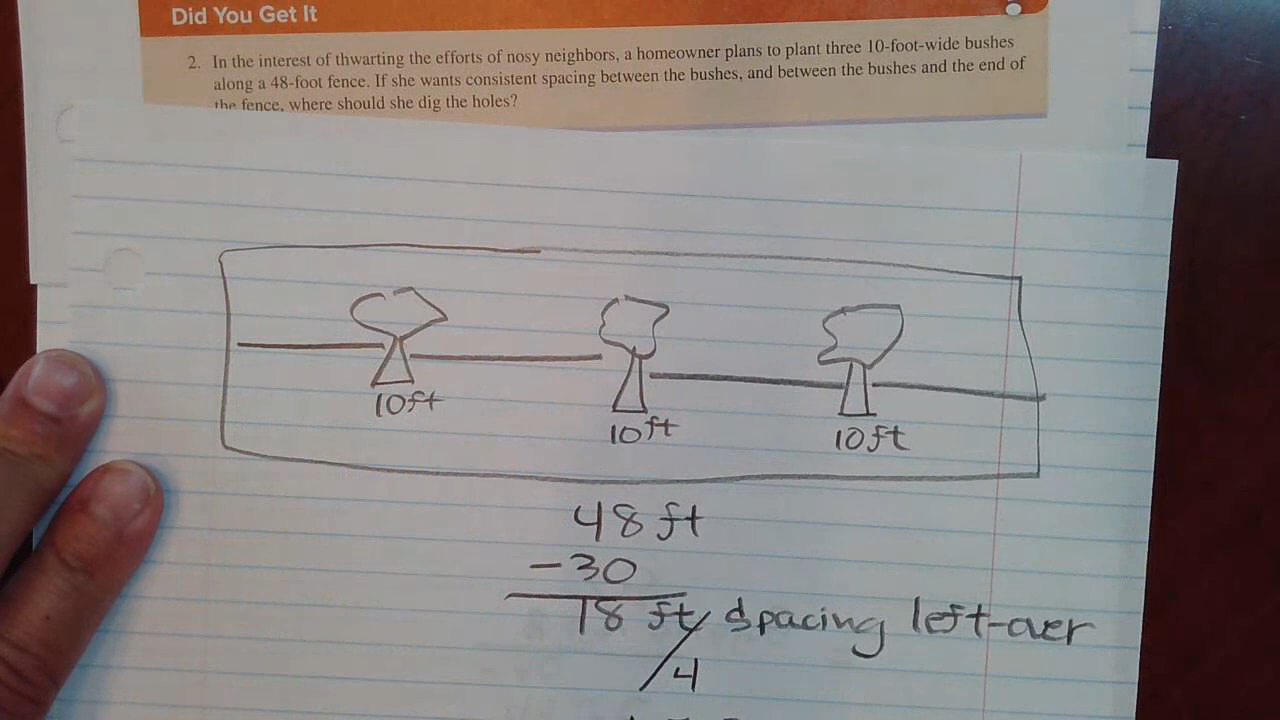 Did You Get It
2. In the interest of thwarting the efforts of nosy neighbors, a homeowner plans to plant three 10-foot-wide bushes
along a 48-foot fence. If she wants consistent spacing between the bushes, and between the bushes and the end of
the fence, where should she dig the holes?
10ft
10ft
10ft
48 ft
-30
18 ft spacing left-over
/4